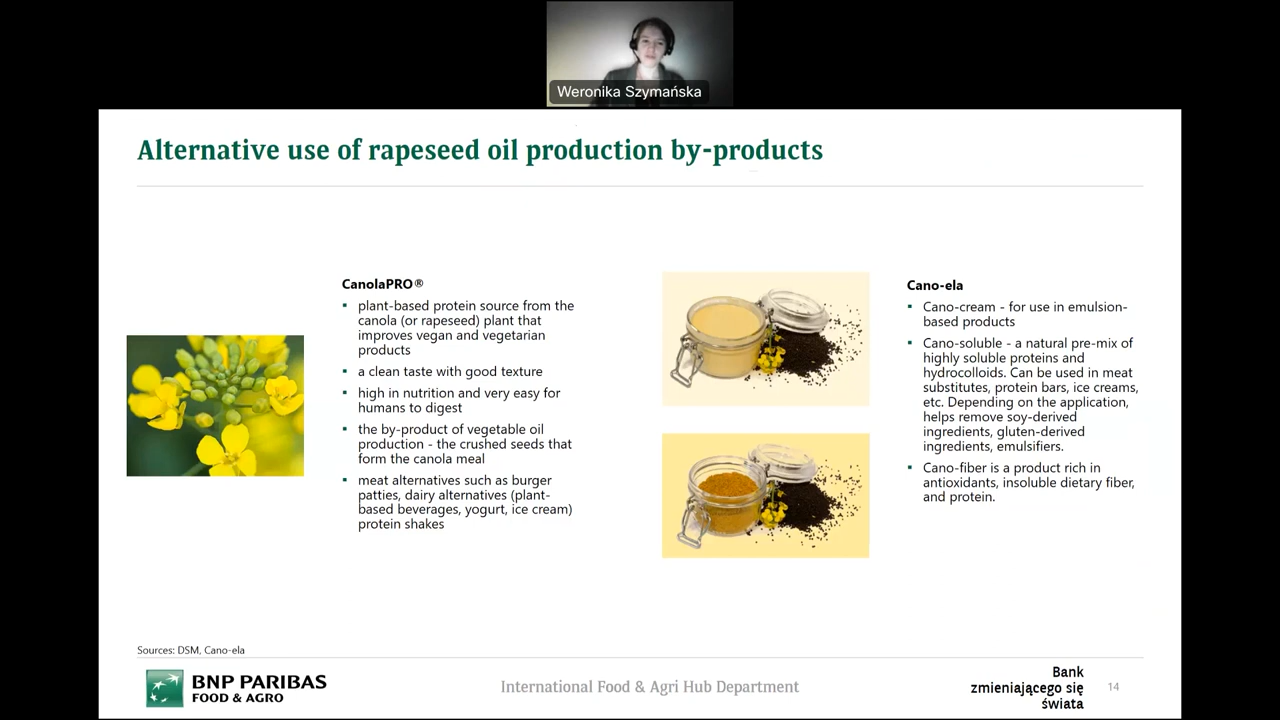 Weronika Szymańska
Alternative use of rapeseed oil production by-products
CanolaPRO®
▪ plant-based protein source from the
canola (or rapeseed) plant that
improves vegan and vegetarian
products
▪ a clean taste with good texture
▪ high in nutrition and very easy for
humans to digest
▪ the by-product of vegetable oil
production - the crushed seeds that
form the canola meal
▪ meat alternatives such as burger
patties, dairy alternatives (plant-
based beverages, yogurt, ice cream)
protein shakes
Cano-ela
▪ Cano-cream - for use in emulsion-
based products
▪ Cano-soluble - a natural pre-mix of
highly soluble proteins and
hydrocolloids. Can be used in meat
substitutes, protein bars, ice creams,
etc. Depending on the application,
helps remove soy-derived
ingredients, gluten-derived
ingredients, emulsifiers.
▪ Cano-fiber is a product rich in
antioxidants, insoluble dietary fiber,
and protein.
Sources: DSM, Cano-ela
BNP PARIBAS
FOOD & AGRO
International Food & Agri Hub Department
Bank
zmieniającego się
świata
14